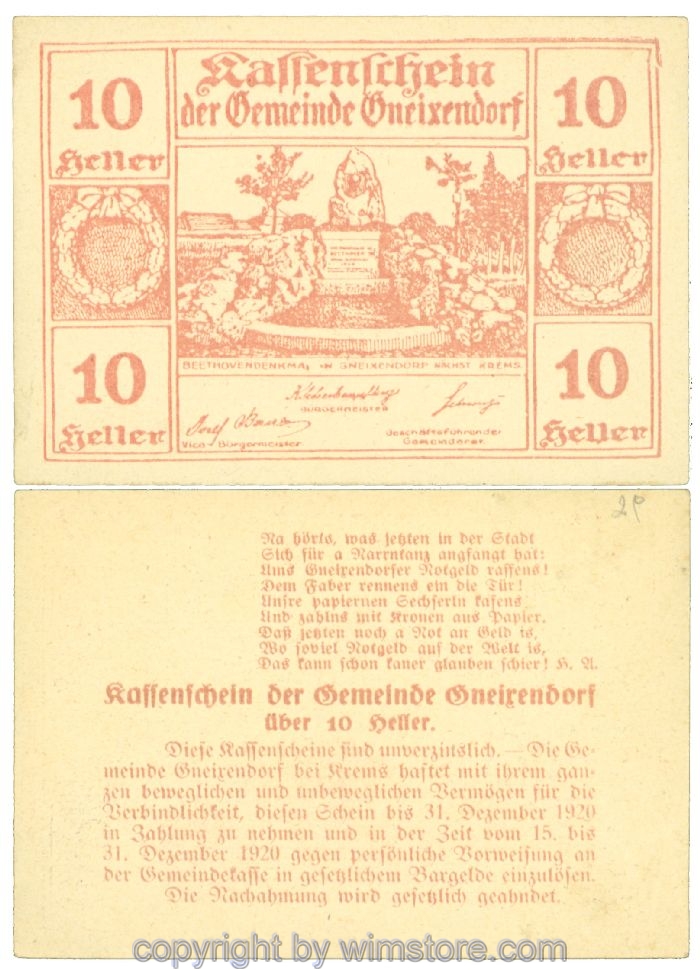 10
Heller
Kassenschein
der Gemeinde Gneixendorf
10
Heller
BEETHOVENDENKMAL IN GNEIXENDORF NÄCHST KREMS.
10
Heller
BÜRGERMEISTER
Vice-Bürgermeister
Geschäftsführender
Gemeinderat
10
Heller
Na hörts, was jetzten in der Stadt
Sich für a Narrntanz angfangt hat:
Ums Gneixendorfer Notgeld raffens!
Dem Faber rennens ein die Tür!
Unsre papiernen Sechserln kafens
Und zahlns mit Kronen aus Papier.
Daß jetzten noch a Not an Geld is,
Wo soviel Notgeld auf der Welt is,
Das kann schon kaner glauben schier! H. A.
Kassenschein der Gemeinde Gneixendorf
über 10 Heller.
Diese Kassenscheine sind unverzinslich. — Die Ge-
meinde Gneixendorf bei Krems haftet mit ihrem gan-
zen beweglichen und unbeweglichen Vermögen für die
Verbindlichkeit, diesen Schein bis 31. Dezember 1920
in Zahlung zu nehmen und in der Zeit vom 15. bis
31. Dezember 1920 gegen persönliche Vorweisung an
der Gemeindekasse in gesetzlichem Bargelde einzulösen.
Die Nachahmung wird gesetzlich geahndet.
copyright by wimstore.com